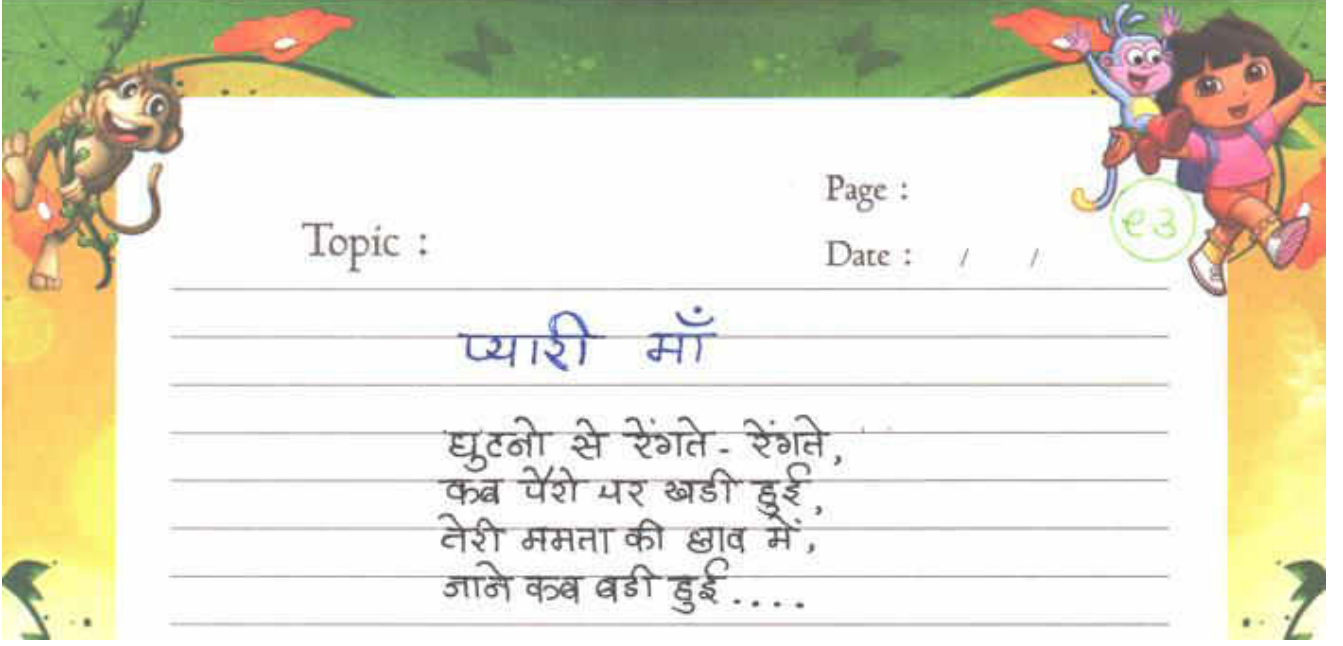 Page :
Topic :
Date : / /
प्यारी माँ
घुटनो से रेंगते - रेंगते,
कब पैरो पर खडी हुई,
तेरी ममता की छाव में,
जाने कब बडी हुई ....